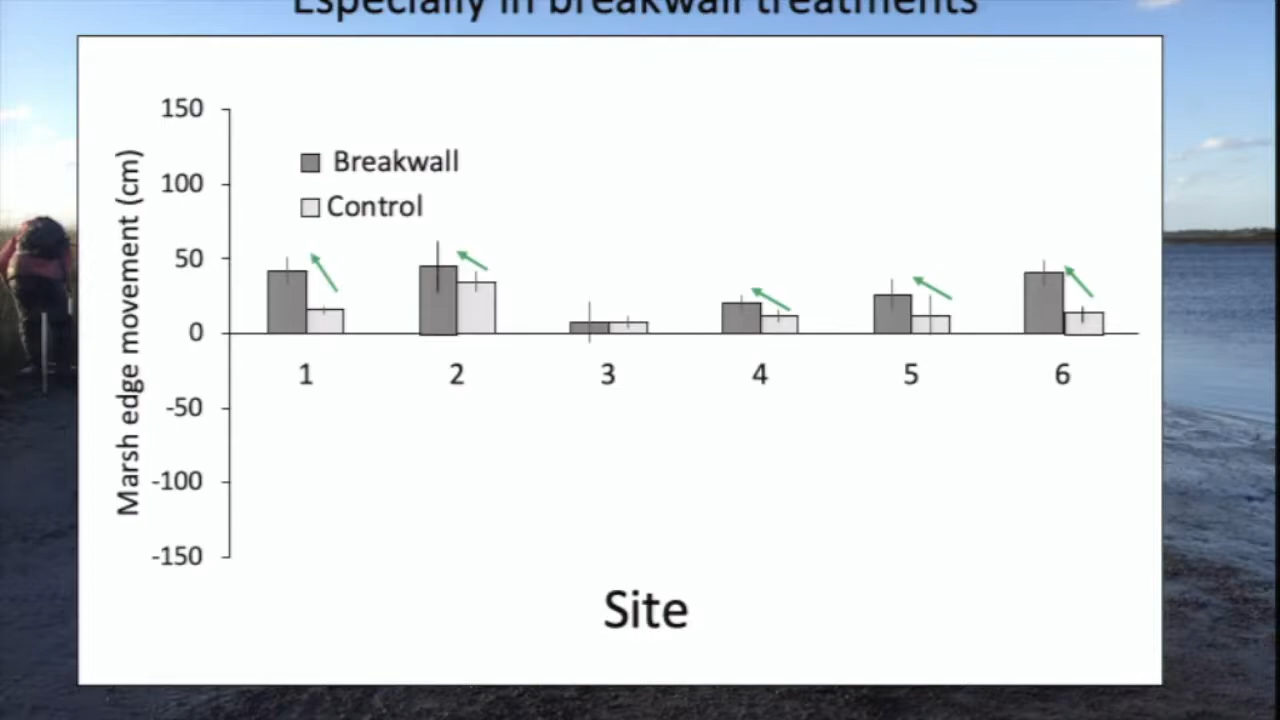 Especially in breakwall treatments
150
100
50
0
-50
-100
-150
Marsh edge movement (cm)
Breakwall
Control
1 2 3 4 5 6
Site